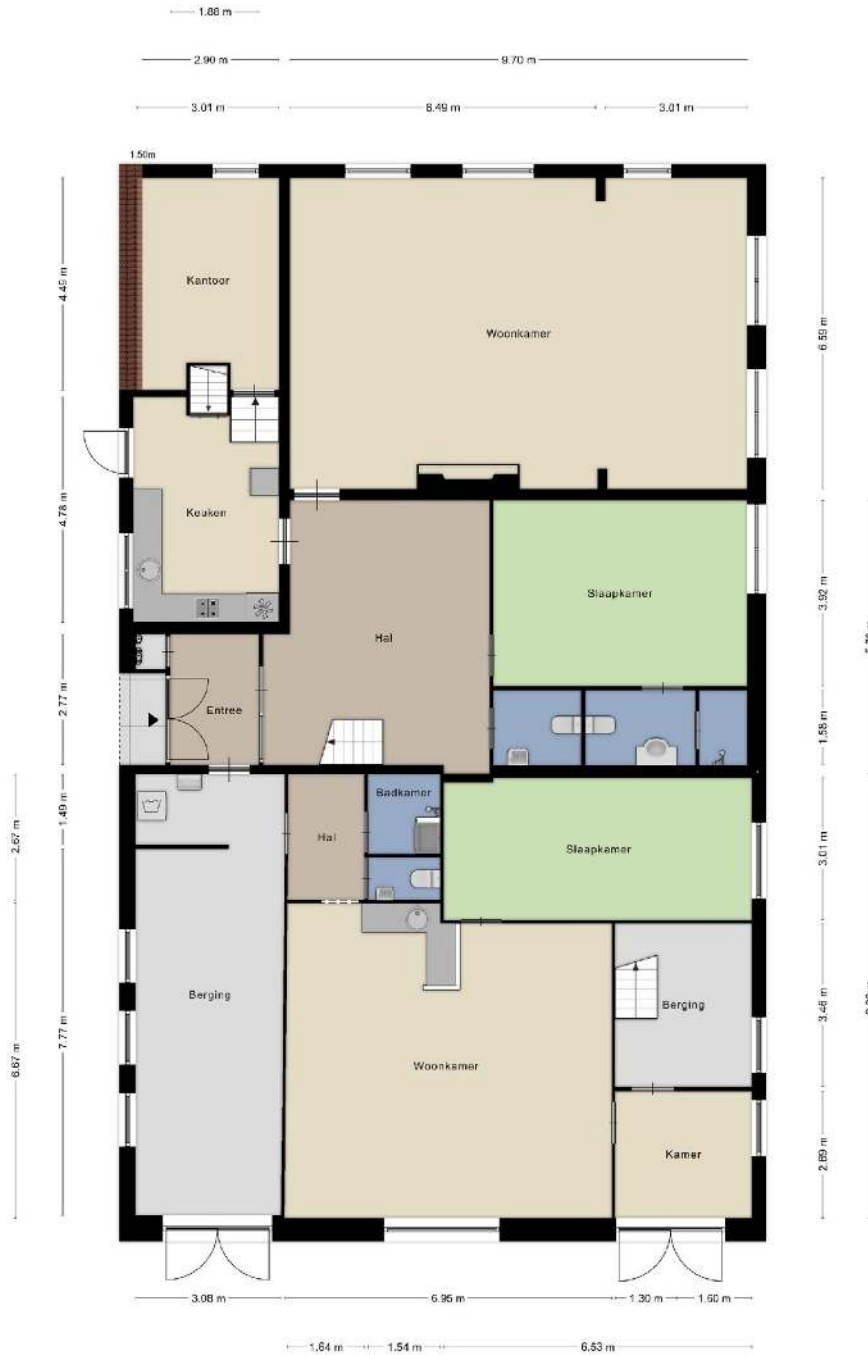 1.88 m
2.90 m
9.70 m
3.01 m
6.49 m
3.01 m
1.50m
Kantoor
4.49 m
Woonkamer
6.59 m
Keuken
4.78 m
Slaapkamer
3.92 m
Hal
Entree
2.77 m
1.58 m
Badkamer
2.67 m
1.49 m
Hal
Slaapkamer
3.01 m
Berging
Berging
3.46 m
7.77 m
6.67 m
Woonkamer
Kamer
2.69 m
3.08 m
6.95 m
1.30 m
1.60 m
1.64 m
1.54 m
6.53 m